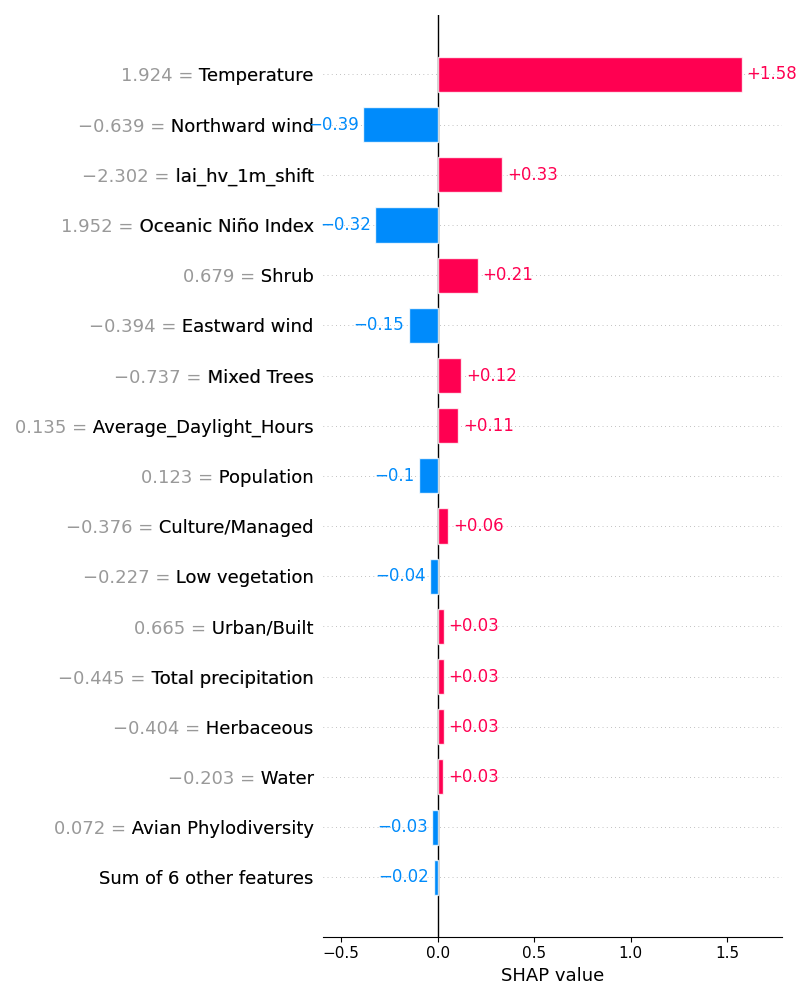 1.924 = Temperature +1.58
−0.639 = Northward wind −0.39
−2.302 = lai_hv_1m_shift +0.33
1.952 = Oceanic Niño Index −0.32
0.679 = Shrub +0.21
−0.394 = Eastward wind −0.15
−0.737 = Mixed Trees +0.12
0.135 = Average_Daylight_Hours +0.11
0.123 = Population −0.1
−0.376 = Culture/Managed +0.06
−0.227 = Low vegetation −0.04
0.665 = Urban/Built +0.03
−0.445 = Total precipitation +0.03
−0.404 = Herbaceous +0.03
−0.203 = Water +0.03
0.072 = Avian Phylodiversity −0.03
Sum of 6 other features −0.02
−0.5 0.0 0.5 1.0 1.5
SHAP value